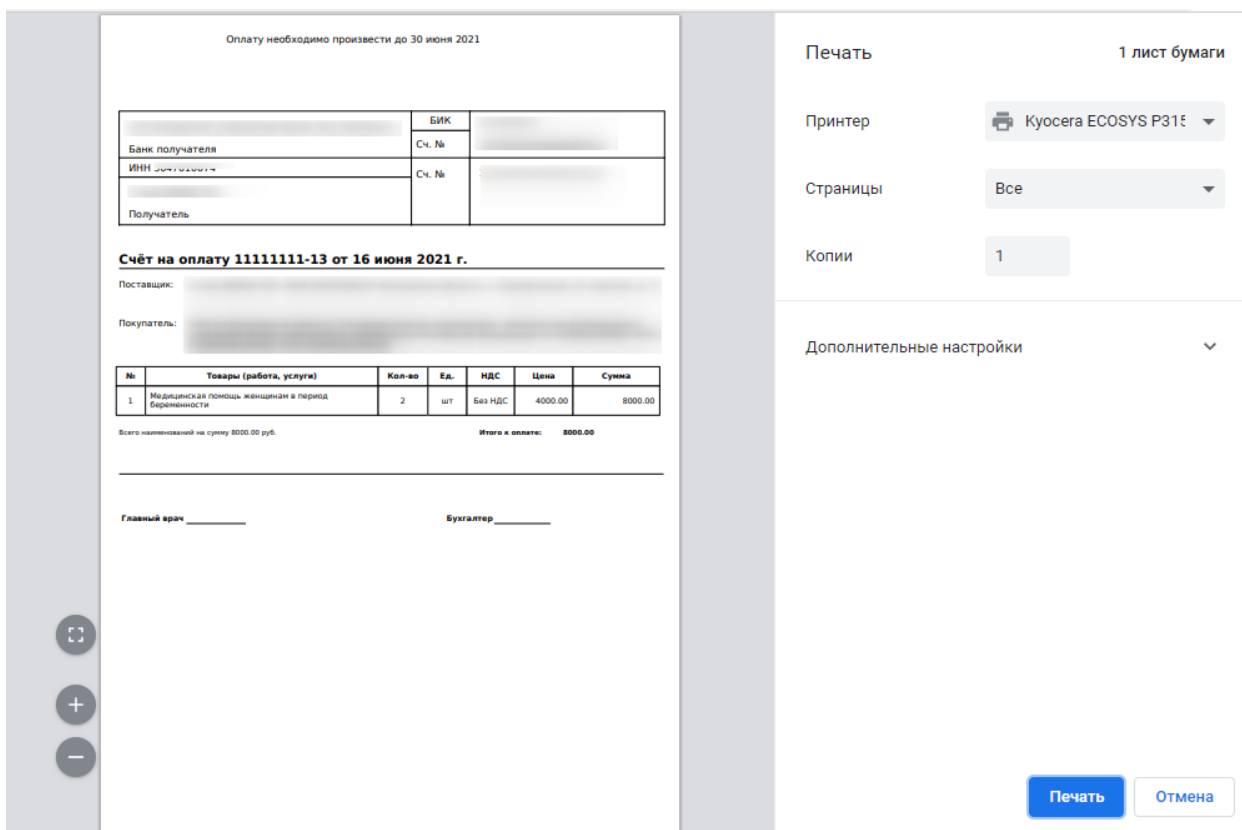 Оплату необходимо произвести до 30 июня 2021
БИК
Банк получателя
Сч. №
ИНН
Сч. №
Получатель
Счёт на оплату 11111111-13 от 16 июня 2021 г.
Поставщик:
Покупатель:
№ Товары (работа, услуги) Кол-во Ед. НДС Цена Сумма
1 Медицинская помощь женщинам в период беременности 2 шт Без НДС 4000.00 8000.00
Всего наименований на сумму 8000.00 руб. Итого к оплате: 8000.00
Главный врач Бухгалтер
Печать 1 лист бумаги
Принтер Kyocera ECOSYS P315
Страницы Все
Копии 1
Дополнительные настройки
Печать Отмена